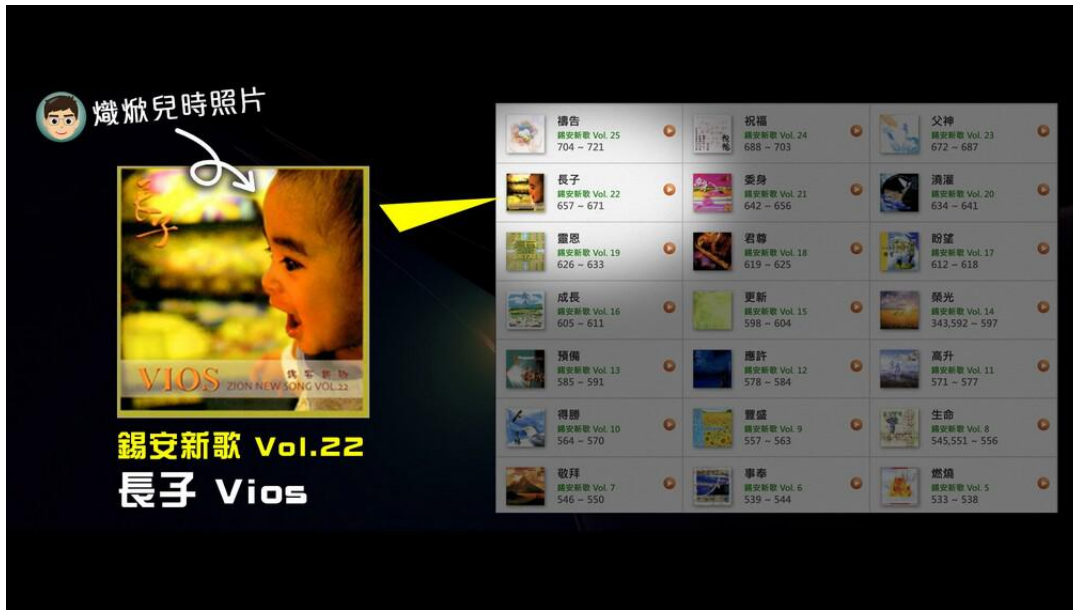 熾焮兒時照片
長子
VIOS ZION NEW SONG VOL.22
錫安新歌 Vol.22
長子 Vios
禱告
錫安新歌 Vol. 25
704 ~ 721
祝福
錫安新歌 Vol. 24
688 ~ 703
父神
錫安新歌 Vol. 23
672 ~ 687
長子
錫安新歌 Vol. 22
657 ~ 671
委身
錫安新歌 Vol. 21
642 ~ 656
澆灌
錫安新歌 Vol. 20
634 ~ 641
靈恩
錫安新歌 Vol. 19
626 ~ 633
君尊
錫安新歌 Vol. 18
619 ~ 625
盼望
錫安新歌 Vol. 17
612 ~ 618
成長
錫安新歌 Vol. 16
605 ~ 611
更新
錫安新歌 Vol. 15
598 ~ 604
榮光
錫安新歌 Vol. 14
343,592 ~ 597
預備
錫安新歌 Vol. 13
585 ~ 591
應許
錫安新歌 Vol. 12
578 ~ 584
高升
錫安新歌 Vol. 11
571 ~ 577
得勝
錫安新歌 Vol. 10
564 ~ 570
豐盛
錫安新歌 Vol. 9
557 ~ 563
生命
錫安新歌 Vol. 8
545,551 ~ 556
敬拜
錫安新歌 Vol. 7
546 ~ 550
事奉
錫安新歌 Vol. 6
539 ~ 544
燃燒
錫安新歌 Vol. 5
533 ~ 538